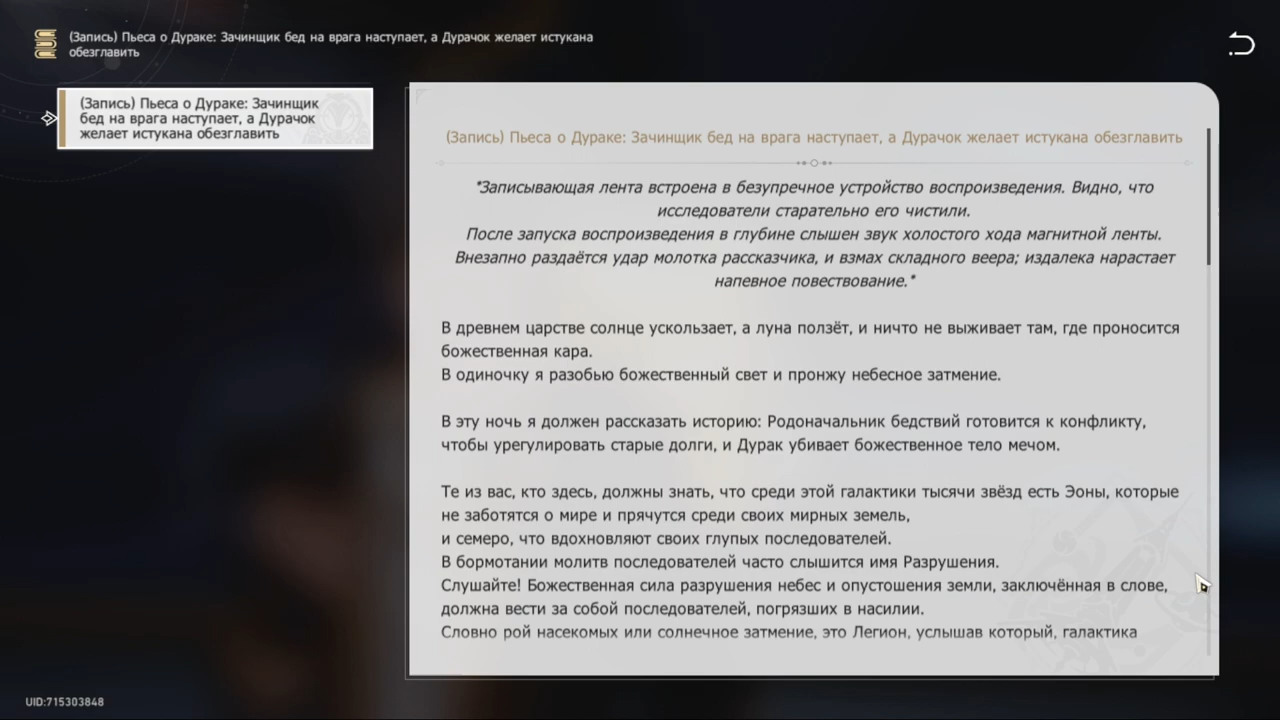 (Запись) Пьеса о Дураке: Зачинщик бед на врага наступает, а Дурачок желает истукана
обезглавить
(Запись) Пьеса о Дураке: Зачинщик
бед на врага наступает, а Дурачок
желает истукана обезглавить
(Запись) Пьеса о Дураке: Зачинщик бед на врага наступает, а Дурачок желает истукана обезглавить
*Записывающая лента встроена в безупречное устройство воспроизведения. Видно, что
исследователи старательно его чистили.
После запуска воспроизведения в глубине слышен звук холостого хода магнитной ленты.
Внезапно раздаётся удар молотка рассказчика, и взмах складного веера; издалека нарастает
напевное повествование.*
В древнем царстве солнце ускользает, а луна ползёт, и ничто не выживает там, где проносится
божественная кара.
В одиночку я разобью божественный свет и пронжу небесное затмение.
В эту ночь я должен рассказать историю: Родоначальник бедствий готовится к конфликту,
чтобы урегулировать старые долги, и Дурак убивает божественное тело мечом.
Те из вас, кто здесь, должны знать, что среди этой галактики тысячи звёзд есть Эоны, которые
не заботятся о мире и прячутся среди своих мирных земель,
и семеро, что вдохновляют своих глупых последователей.
В бормотании молитв последователей часто слышится имя Разрушения.
Слушайте! Божественная сила разрушения небес и опустошения земли, заключённая в слове,
должна вести за собой последователей, погрязших в насилии.
Словно рой насекомых или солнечное затмение, это Легион, услышав который, галактика
UID:715303848